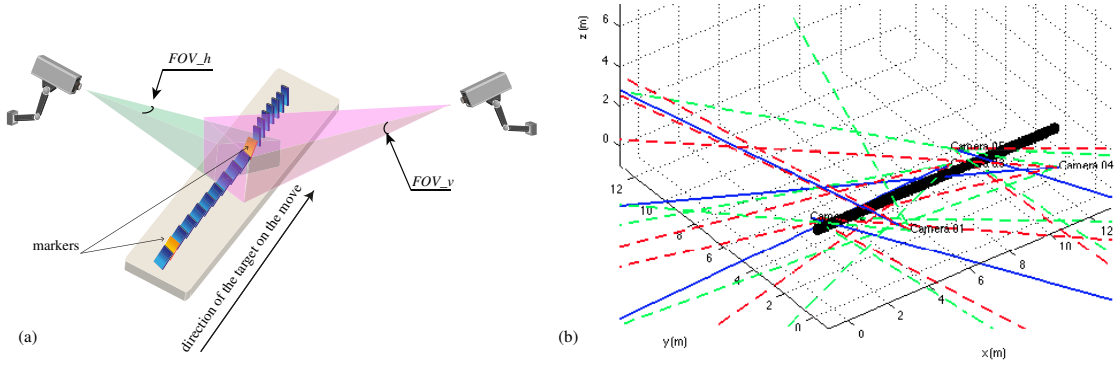 FOV_h
FOV_v
markers
direction of the target on the move
(a)
z (m)
6
4
2
0
12
10
8
6
4
2
0
y (m)
0
2
4
6
8
10
12
x (m)
Camera 05
Camera 04
Camera 01
(b)